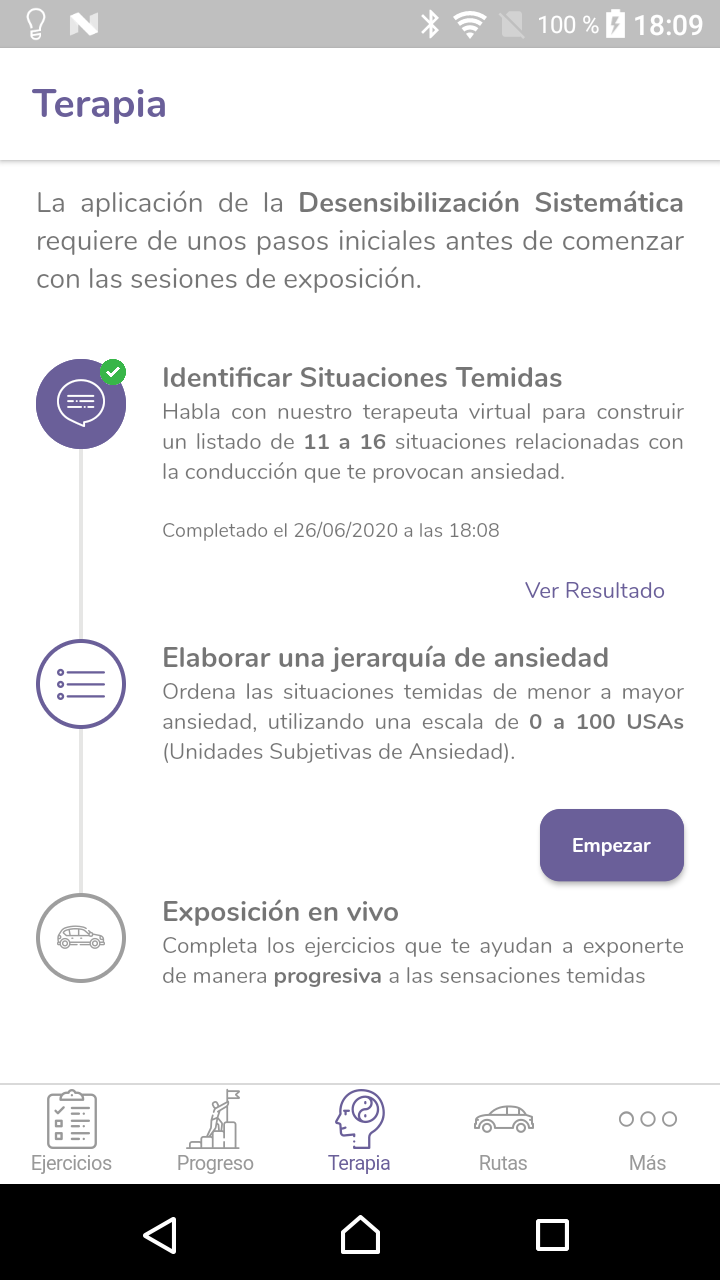 100 % 18:09
Terapia
La aplicación de la Desensibilización Sistemática
requiere de unos pasos iniciales antes de comenzar
con las sesiones de exposición.
Identificar Situaciones Temidas
Habla con nuestro terapeuta virtual para construir
un listado de 11 a 16 situaciones relacionadas con
la conducción que te provocan ansiedad.
Completado el 26/06/2020 a las 18:08
Ver Resultado
Elaborar una jerarquía de ansiedad
Ordena las situaciones temidas de menor a mayor
ansiedad, utilizando una escala de 0 a 100 USAs
(Unidades Subjetivas de Ansiedad).
Empezar
Exposición en vivo
Completa los ejercicios que te ayudan a exponerte
de manera progresiva a las sensaciones temidas
Ejercicios Progreso Terapia Rutas Más